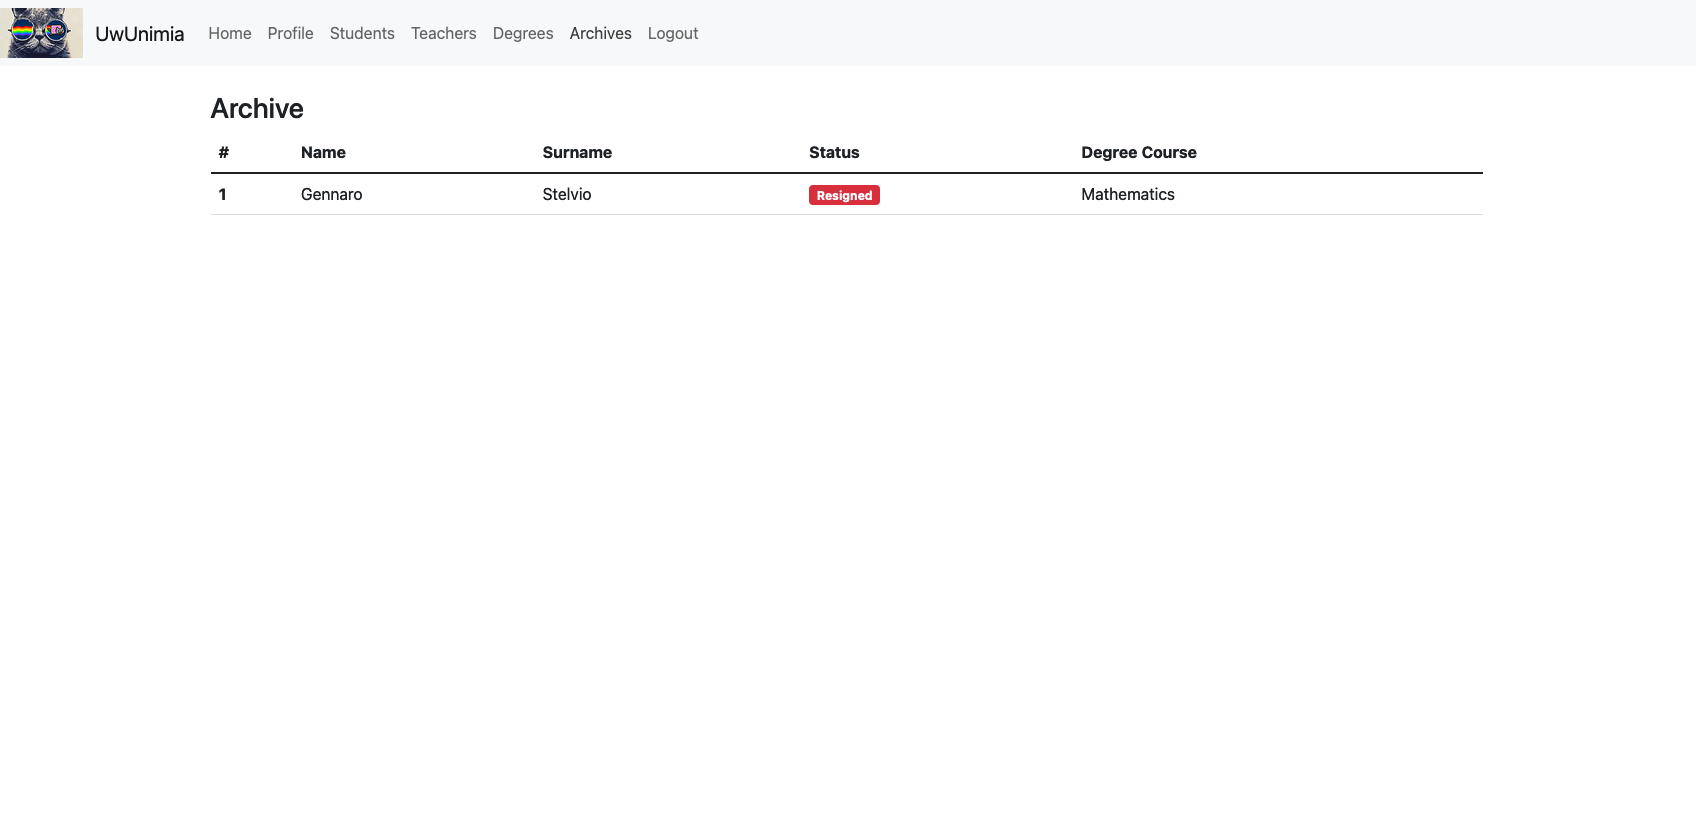 UwUnimia Home Profile Students Teachers Degrees Archives Logout
Archive
# Name Surname Status Degree Course
1 Gennaro Stelvio Resigned Mathematics